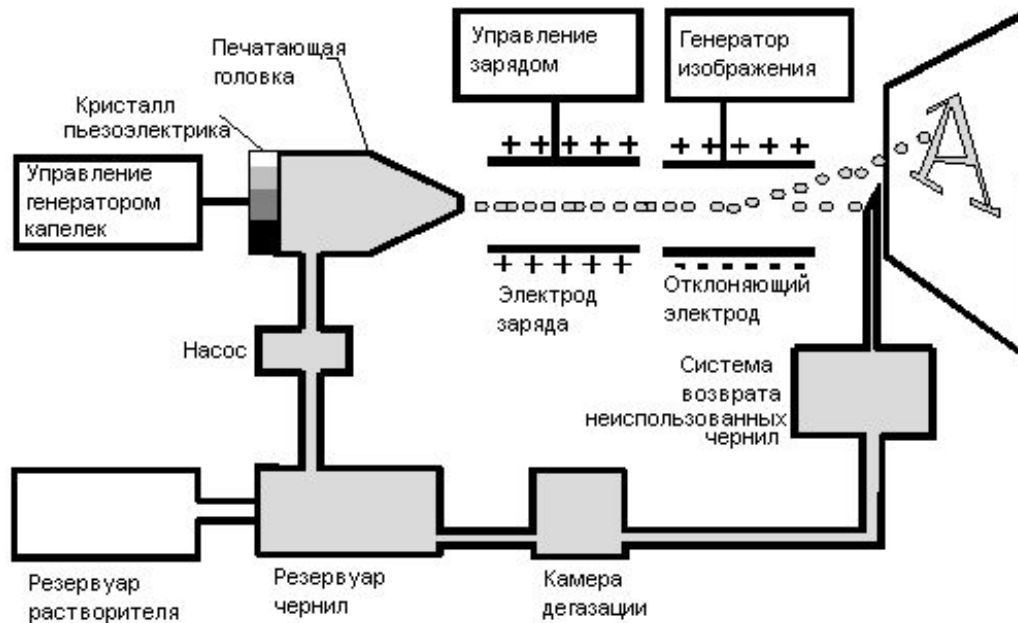 Печатающая
головка
Управление
зарядом
Генератор
изображения
Кристалл
пьезоэлектрика
Управление
генератором
капелек
А
Электрод
заряда
Отклоняющий
электрод
Насос
Система
возврата
неиспользованных
чернил
Резервуар
растворителя
Резервуар
чернил
Камера
дегазации